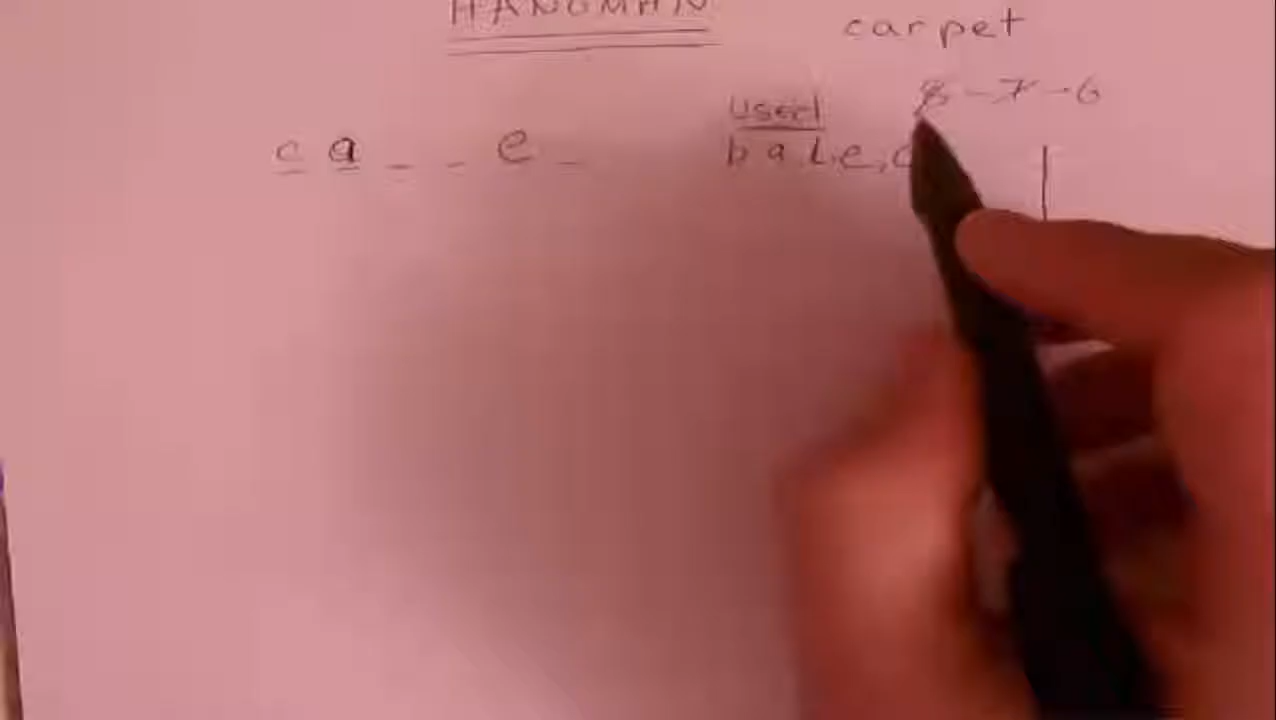 HANGMAN
carpet
8 - 7 - 6
used
c a _ _ e _
b a L, e, c